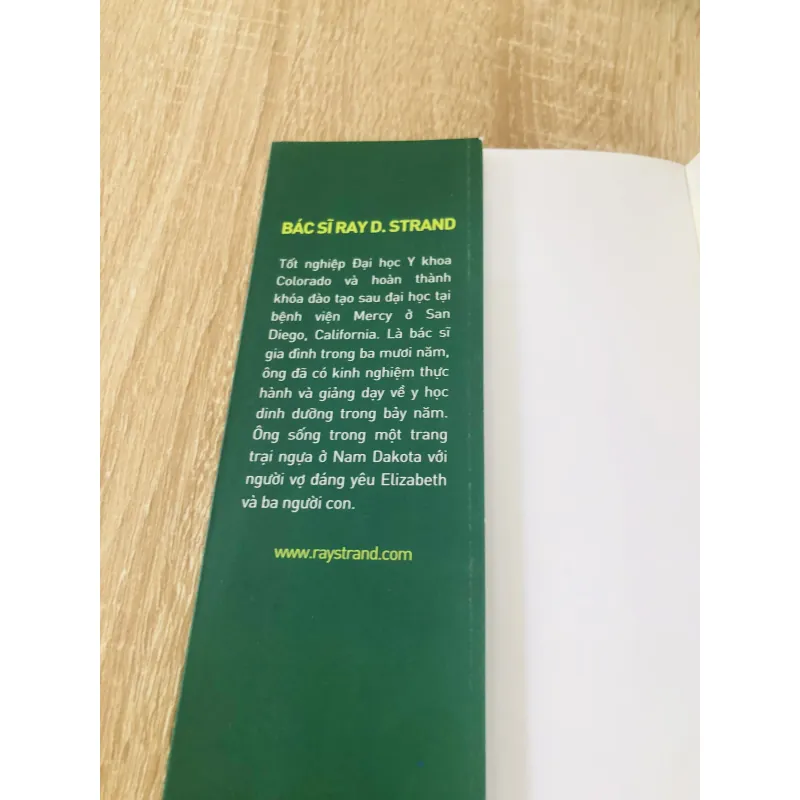 BÁC SĨ RAY D. STRAND
Tốt nghiệp Đại học Y khoa
Colorado và hoàn thành
khóa đào tạo sau đại học tại
bệnh viện Mercy ở San
Diego, California. Là bác sĩ
gia đình trong ba mươi năm,
ông đã có kinh nghiệm thực
hành và giảng dạy về y học
dinh dưỡng trong bảy năm.
Ông sống trong một trang
trại ngựa ở Nam Dakota với
người vợ đáng yêu Elizabeth
và ba người con.
www.raystrand.com